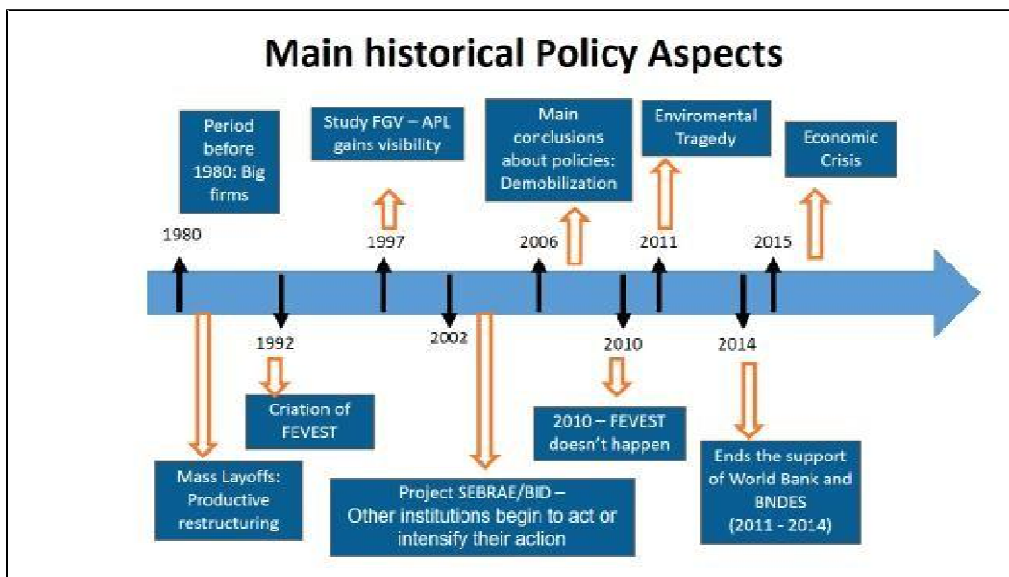 Main historical Policy Aspects
Period
before
1980: Big
firms
Study FGV – APL
gains visibility
Main
conclusions
about policies:
Demobilization
Enviromental
Tragedy
Economic
Crisis
1980
1997
2006
2011
2015
1992
2002
2010
2014
Criation of
FEVEST
2010 – FEVEST
doesn't happen
Mass Layoffs:
Productive
restructuring
Project SEBRAE/BID –
Other institutions begin to act or
intensify their action
Ends the support
of World Bank and
BNDES
(2011 - 2014)